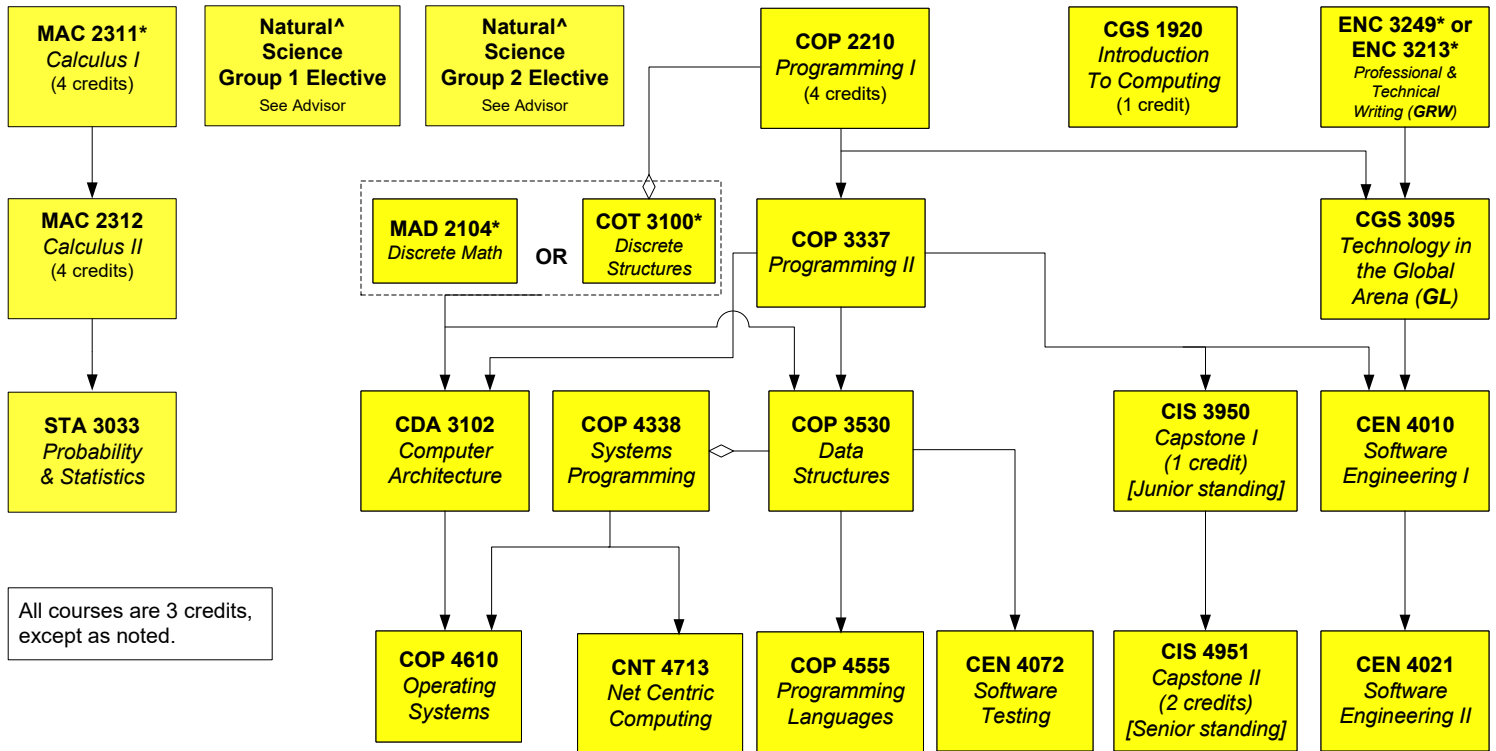 MAC 2311*
Calculus I
(4 credits)
Natural^
Science
Group 1 Elective
See Advisor
Natural^
Science
Group 2 Elective
See Advisor
COP 2210
Programming I
(4 credits)
CGS 1920
Introduction
To Computing
(1 credit)
ENC 3249* or
ENC 3213*
Professional &
Technical
Writing (GRW)
MAC 2312
Calculus II
(4 credits)
MAD 2104*
Discrete Math
OR
COT 3100*
Discrete
Structures
COP 3337
Programming II
CGS 3095
Technology in
the Global
Arena (GL)
STA 3033
Probability
& Statistics
CDA 3102
Computer
Architecture
COP 4338
Systems
Programming
COP 3530
Data
Structures
CIS 3950
Capstone I
(1 credit)
[Junior standing]
CEN 4010
Software
Engineering I
All courses are 3 credits,
except as noted.
COP 4610
Operating
Systems
CNT 4713
Net Centric
Computing
COP 4555
Programming
Languages
CEN 4072
Software
Testing
CIS 4951
Capstone II
(2 credits)
[Senior standing]
CEN 4021
Software
Engineering II